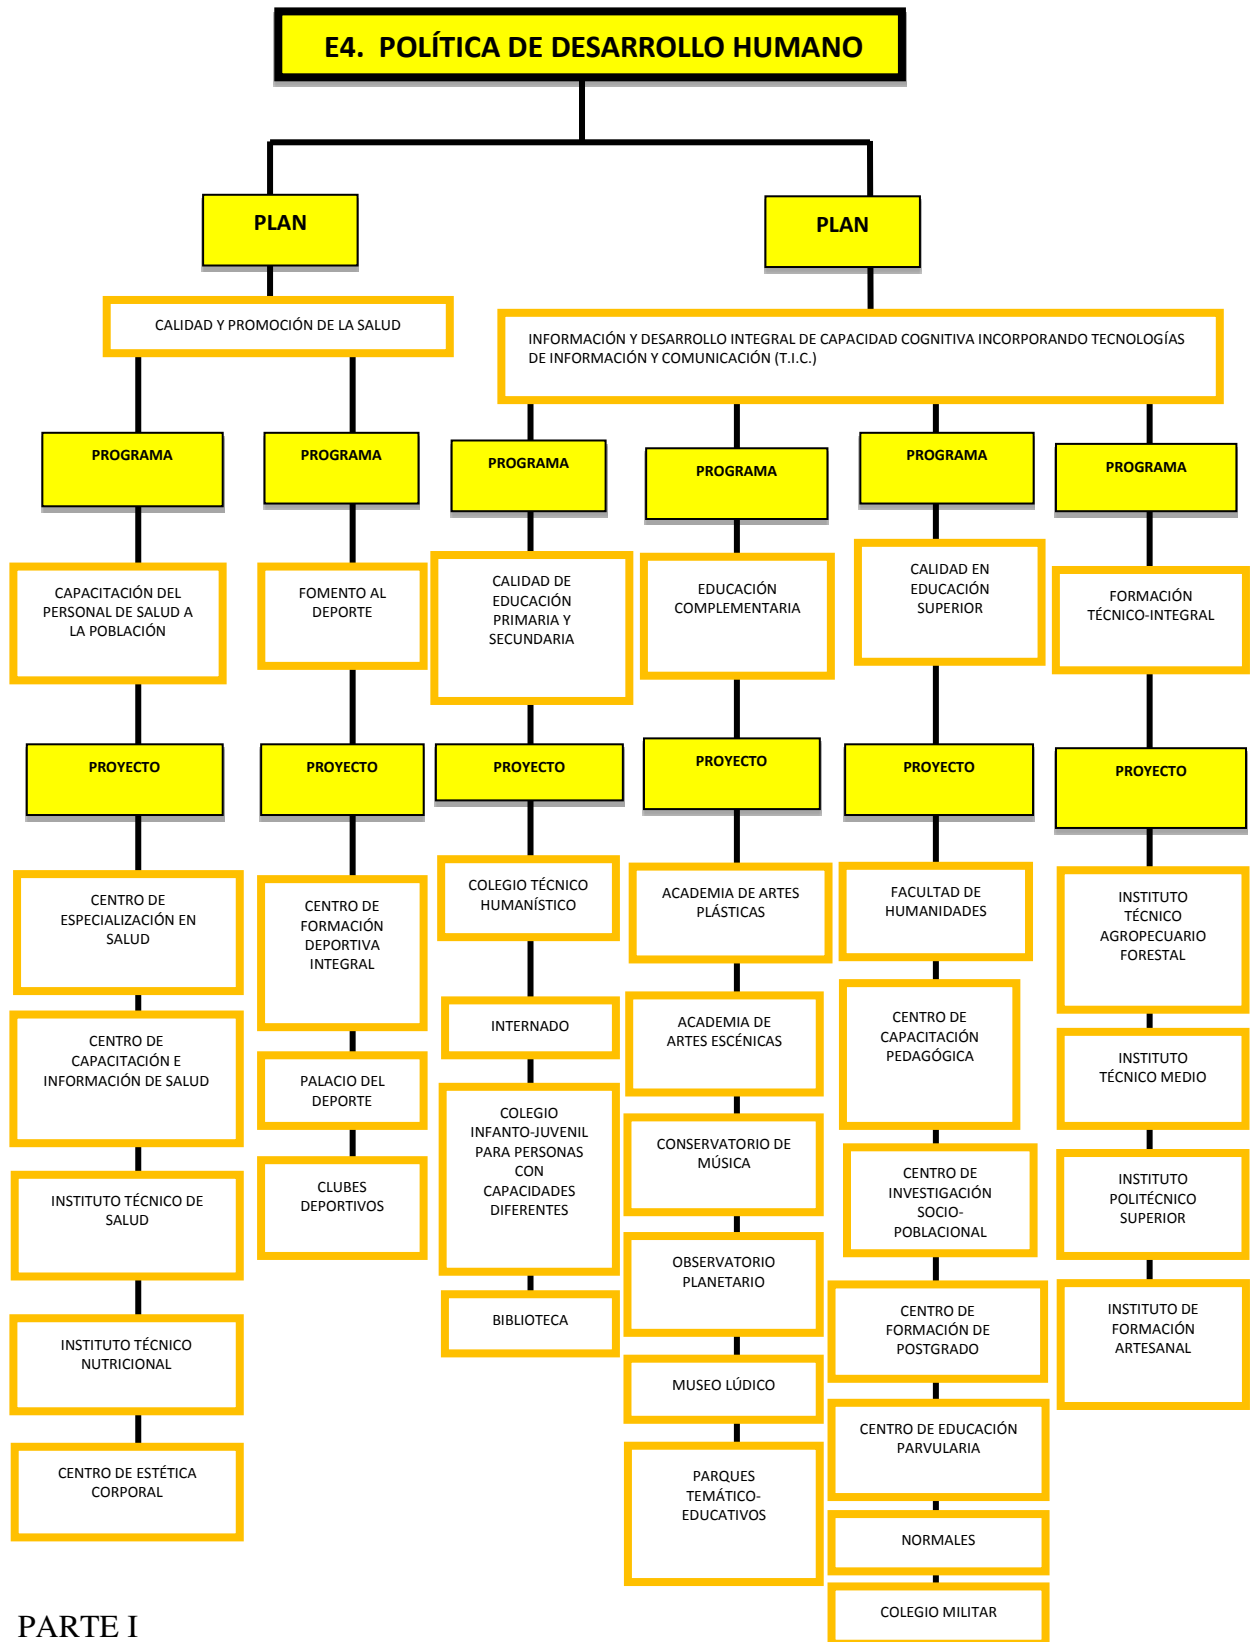 E4.  POLÍTICA DE DESARROLLO HUMANO
PLAN
PLAN
CALIDAD Y PROMOCIÓN DE LA SALUD
INFORMACIÓN Y DESARROLLO INTEGRAL DE CAPACIDAD COGNITIVA INCORPORANDO TECNOLOGÍAS
DE INFORMACIÓN Y COMUNICACIÓN (T.I.C.)
PROGRAMA
PROGRAMA
PROGRAMA
PROGRAMA
PROGRAMA
PROGRAMA
CAPACITACIÓN DEL
PERSONAL DE SALUD A
LA POBLACIÓN
FOMENTO AL
DEPORTE
CALIDAD DE
EDUCACIÓN
PRIMARIA Y
SECUNDARIA
EDUCACIÓN
COMPLEMENTARIA
CALIDAD EN
EDUCACIÓN
SUPERIOR
FORMACIÓN
TÉCNICO-INTEGRAL
PROYECTO
PROYECTO
PROYECTO
PROYECTO
PROYECTO
PROYECTO
CENTRO DE
ESPECIALIZACIÓN EN
SALUD
CENTRO DE
CAPACITACIÓN E
INFORMACIÓN DE SALUD
INSTITUTO TÉCNICO DE
SALUD
INSTITUTO TÉCNICO
NUTRICIONAL
CENTRO DE ESTÉTICA
CORPORAL
CENTRO DE
FORMACIÓN
DEPORTIVA
INTEGRAL
PALACIO DEL
DEPORTE
CLUBES
DEPORTIVOS
COLEGIO TÉCNICO
HUMANÍSTICO
INTERNADO
COLEGIO
INFANTO-JUVENIL
PARA PERSONAS
CON
CAPACIDADES
DIFERENTES
BIBLIOTECA
ACADEMIA DE ARTES
PLÁSTICAS
ACADEMIA DE
ARTES ESCÉNICAS
CONSERVATORIO DE
MÚSICA
OBSERVATORIO
PLANETARIO
MUSEO LÚDICO
PARQUES
TEMÁTICO-
EDUCATIVOS
FACULTAD DE
HUMANIDADES
CENTRO DE
CAPACITACIÓN
PEDAGÓGICA
CENTRO DE
INVESTIGACIÓN
SOCIO-
POBLACIONAL
CENTRO DE
FORMACIÓN DE
POSTGRADO
CENTRO DE EDUCACIÓN
PARVULARIA
NORMALES
COLEGIO MILITAR
INSTITUTO
TÉCNICO
AGROPECUARIO
FORESTAL
INSTITUTO
TÉCNICO MEDIO
INSTITUTO
POLITÉCNICO
SUPERIOR
INSTITUTO DE
FORMACIÓN
ARTESANAL
PARTE I